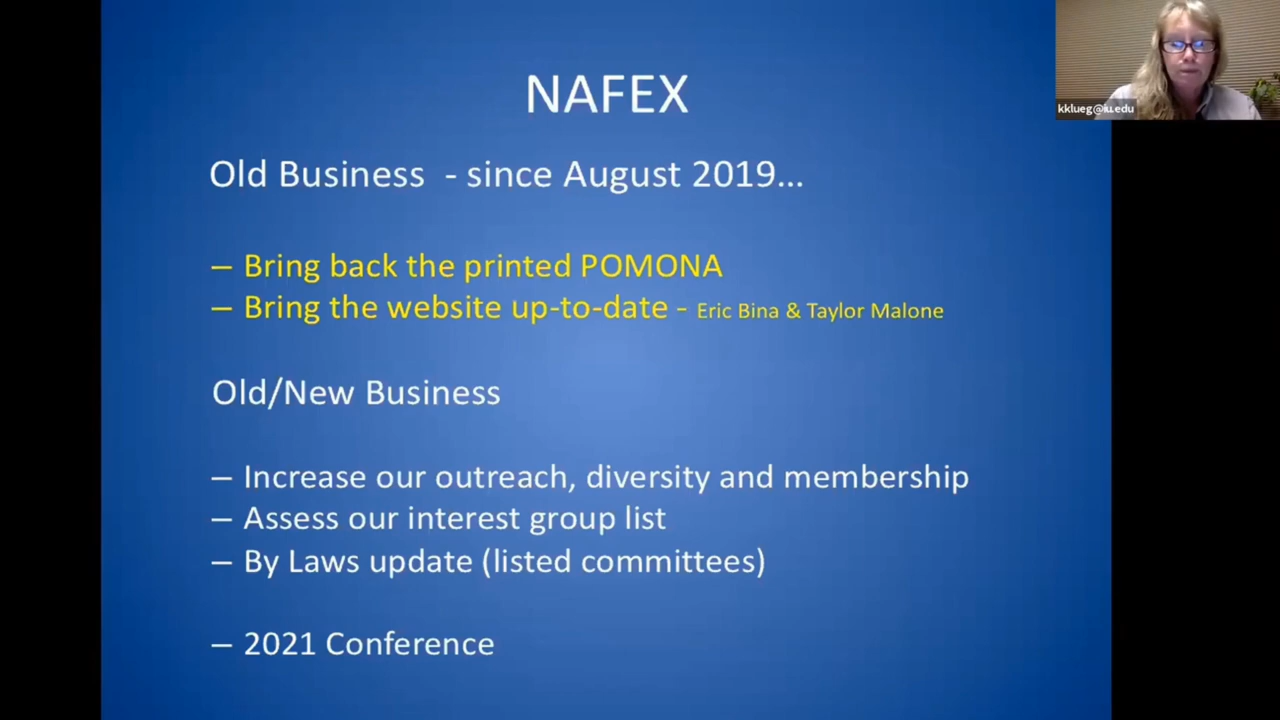 NAFEX
kklueg@iu.edu
Old Business - since August 2019...
– Bring back the printed POMONA
– Bring the website up-to-date - Eric Bina & Taylor Malone
Old/New Business
– Increase our outreach, diversity and membership
– Assess our interest group list
– By Laws update (listed committees)
– 2021 Conference